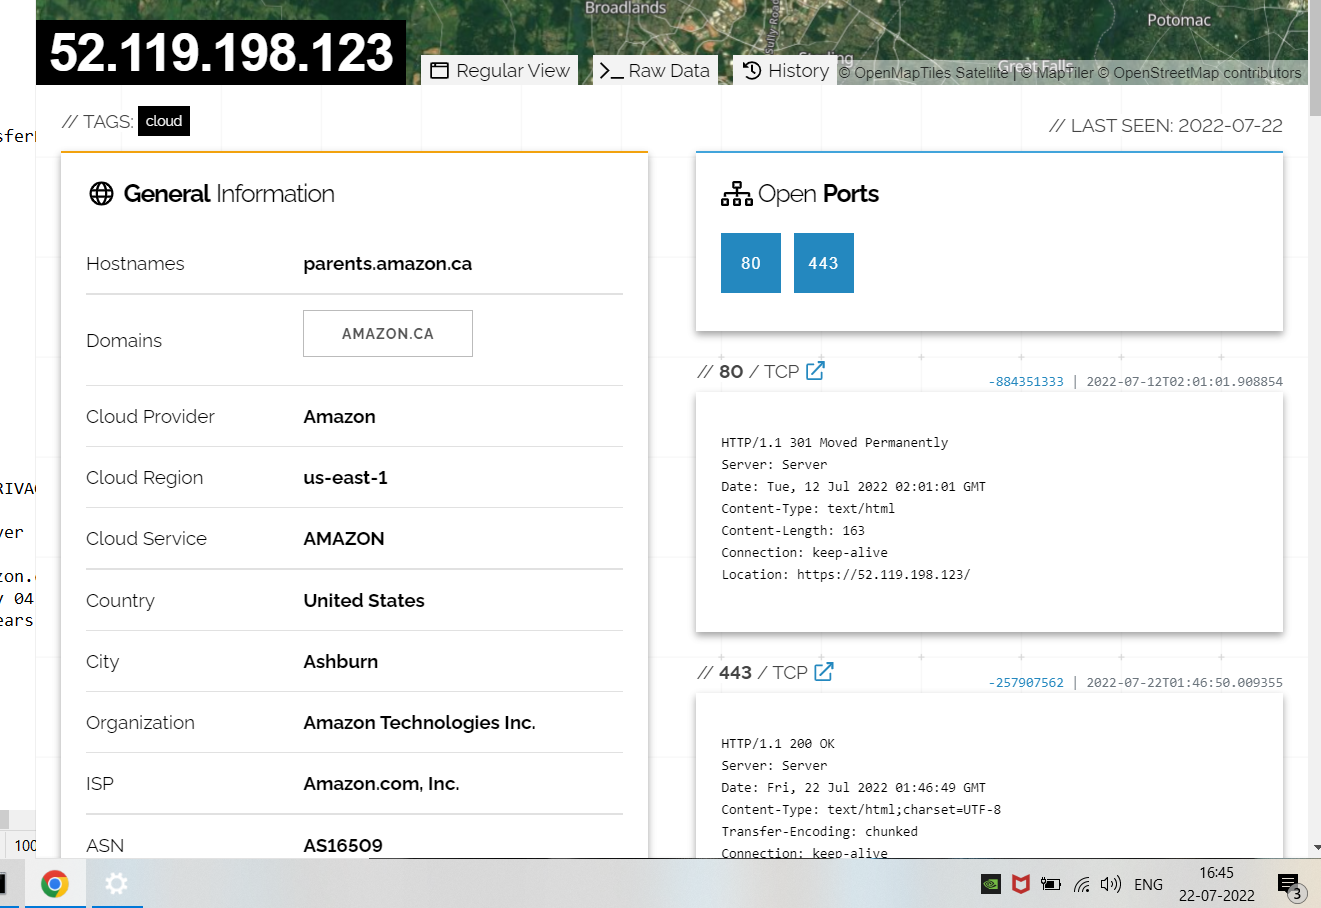 Broadlands
Potomac
Sully Road
Sterling
Great Falls
52.119.198.123
Regular View
Raw Data
History
© OpenMapTiles Satellite | © MapTiler © OpenStreetMap contributors
// TAGS: cloud
// LAST SEEN: 2022-07-22
General Information
Hostnames parents.amazon.ca
Domains AMAZON.CA
Cloud Provider Amazon
Cloud Region us-east-1
Cloud Service AMAZON
Country United States
City Ashburn
Organization Amazon Technologies Inc.
ISP Amazon.com, Inc.
ASN AS16509
Open Ports
80 443
// 80 / TCP
-884351333 | 2022-07-12T02:01:01.908854
HTTP/1.1 301 Moved Permanently
Server: Server
Date: Tue, 12 Jul 2022 02:01:01 GMT
Content-Type: text/html
Content-Length: 163
Connection: keep-alive
Location: https://52.119.198.123/
// 443 / TCP
-257907562 | 2022-07-22T01:46:50.009355
HTTP/1.1 200 OK
Server: Server
Date: Fri, 22 Jul 2022 01:46:49 GMT
Content-Type: text/html;charset=UTF-8
Transfer-Encoding: chunked
Connection: keep-alive
sfer
RIVA
ver
zon.
y 04
ears
100
ENG
16:45
22-07-2022
3